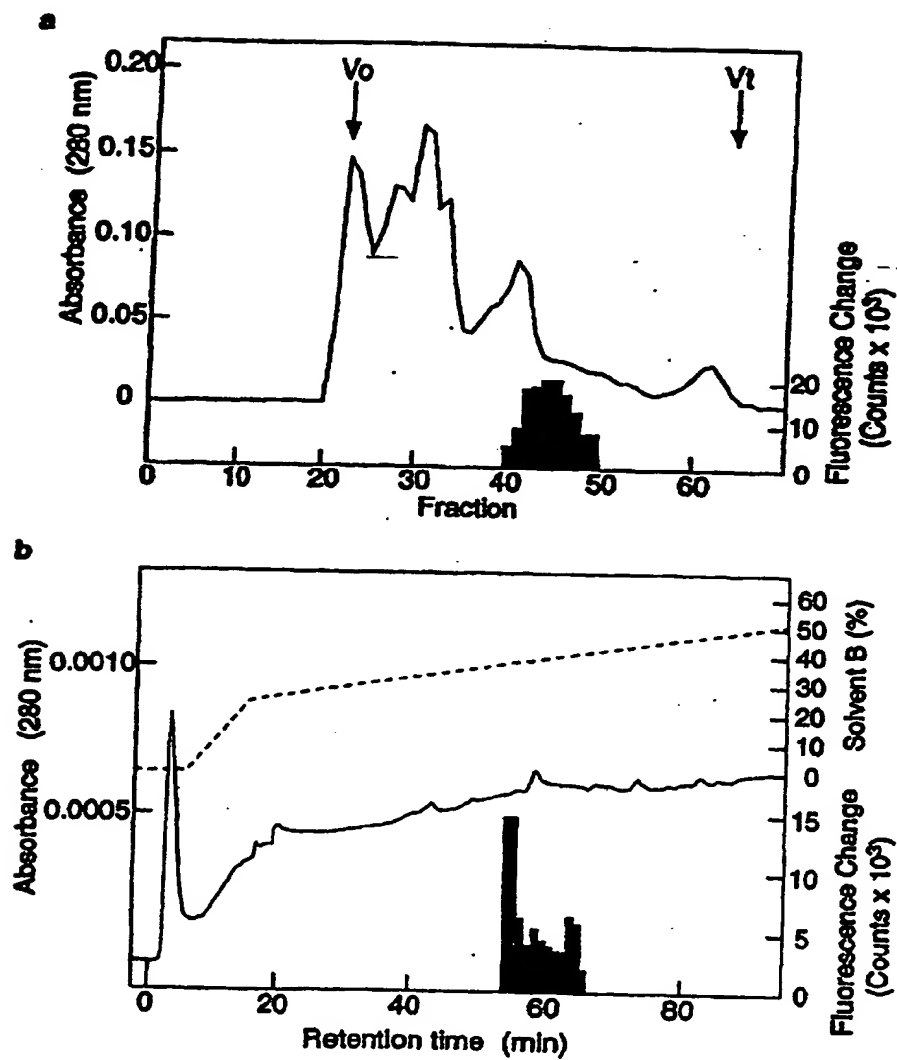 a
Absorbance (280 nm)
0.20
0.15
0.10
0.05
0
Vo
Vt
Fluorescence Change
(Counts x 10³)
20
10
0
0 10 20 30 40 50 60
Fraction
b
Absorbance (280 nm)
0.0010
0.0005
60
50
40
30
20
10
0
Solvent B (%)
15
10
5
0
Fluorescence Change
(Counts x 10³)
0 20 40 60 80
Retention time (min)